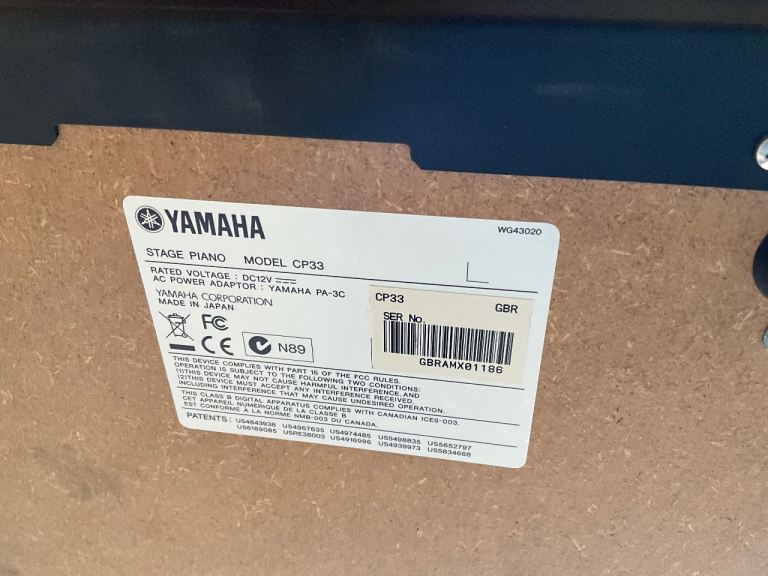 YAMAHA
WG43020
STAGE PIANO MODEL CP33
RATED VOLTAGE : DC12V
AC POWER ADAPTOR : YAMAHA PA-3C
YAMAHA CORPORATION
MADE IN JAPAN
FC
CE
N89
CP33 GBR
SER No.
GBRAMX01186
THIS DEVICE COMPLIES WITH PART 15 OF THE FCC RULES.
OPERATION IS SUBJECT TO THE FOLLOWING TWO CONDITIONS:
(1)THIS DEVICE MAY NOT CAUSE HARMFUL INTERFERENCE, AND
(2)THIS DEVICE MUST ACCEPT ANY INTERFERENCE RECEIVED,
INCLUDING INTERFERENCE THAT MAY CAUSE UNDESIRED OPERATION.
THIS CLASS B DIGITAL APPARATUS COMPLIES WITH CANADIAN ICES-003.
CET APPAREIL NUMÉRIQUE DE LA CLASSE B
EST CONFORME À LA NORME NMB-003 DU CANADA.
PATENTS: US4843938 US4967635 US4974485 US5498835 US5652797
US6189085 USRE38003 US4916996 US4939973 US5834668